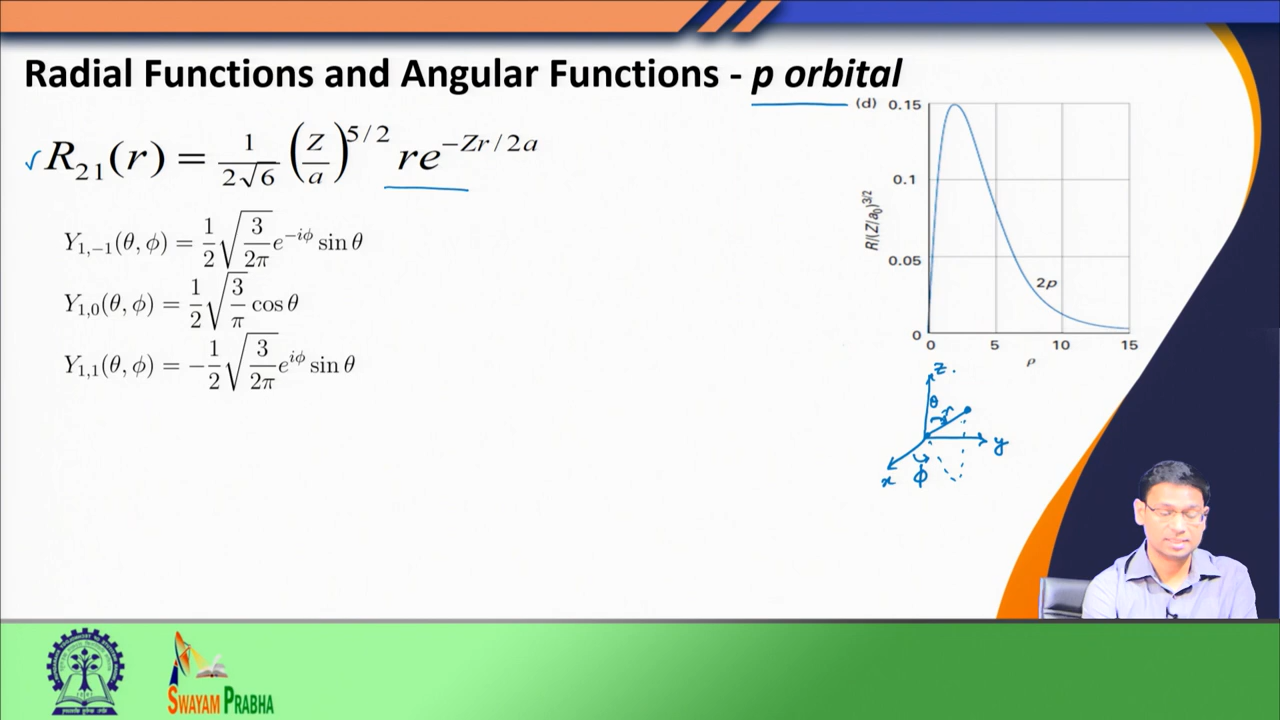 Radial Functions and Angular Functions - p orbital
R₂₁(r) = 1/(2√6) (Z/a)^5/2 re^−Zr/2a
Y₁,₋₁(θ, ϕ) = 1/2 √(3/2π) e^−iϕ sin θ
Y₁,₀(θ, ϕ) = 1/2 √(3/π) cos θ
Y₁,₁(θ, ϕ) = −1/2 √(3/2π) e^iϕ sin θ
(d)
0.15
0.1
0.05
0
R/(Z/a₀)^3/2
2p
0 5 10 15
ρ
z
θ
r
y
x
ϕ
SWAYAM PRABHA